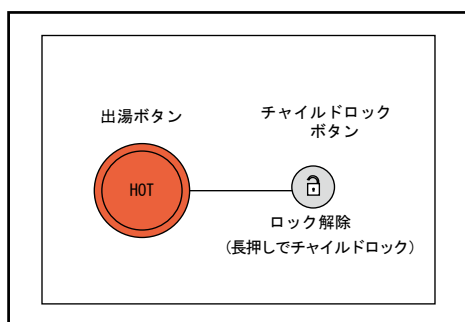 出湯ボタン
チャイルドロック
ボタン
HOT
ロック解除
（長押しでチャイルドロック）